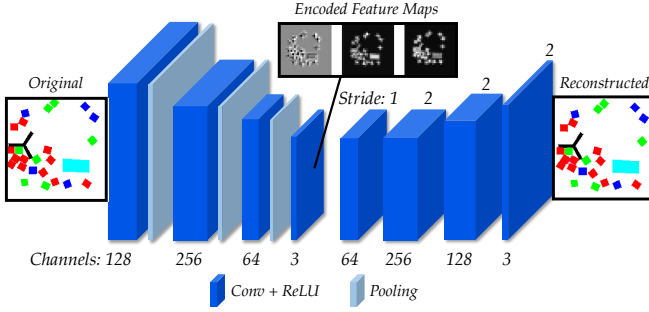 Encoded Feature Maps
Original
Stride: 1 2 2 2
Reconstructed
Channels: 128 256 64 3 64 256 128 3
Conv + ReLU Pooling